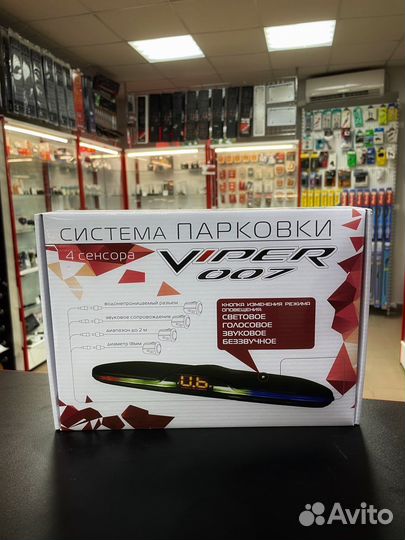 СИСТЕМА ПАРКОВКИ
4 сенсора
VIPER
007
водонепроницаемый разъем
звуковое сопровождение
диапазон до 2 м
диаметр 18мм
КНОПКА ИЗМЕНЕНИЯ РЕЖИМА
ОПОВЕЩЕНИЯ:
СВЕТОВОЕ
ГОЛОСОВОЕ
ЗВУКОВОЕ
БЕЗЗВУЧНОЕ
Avito